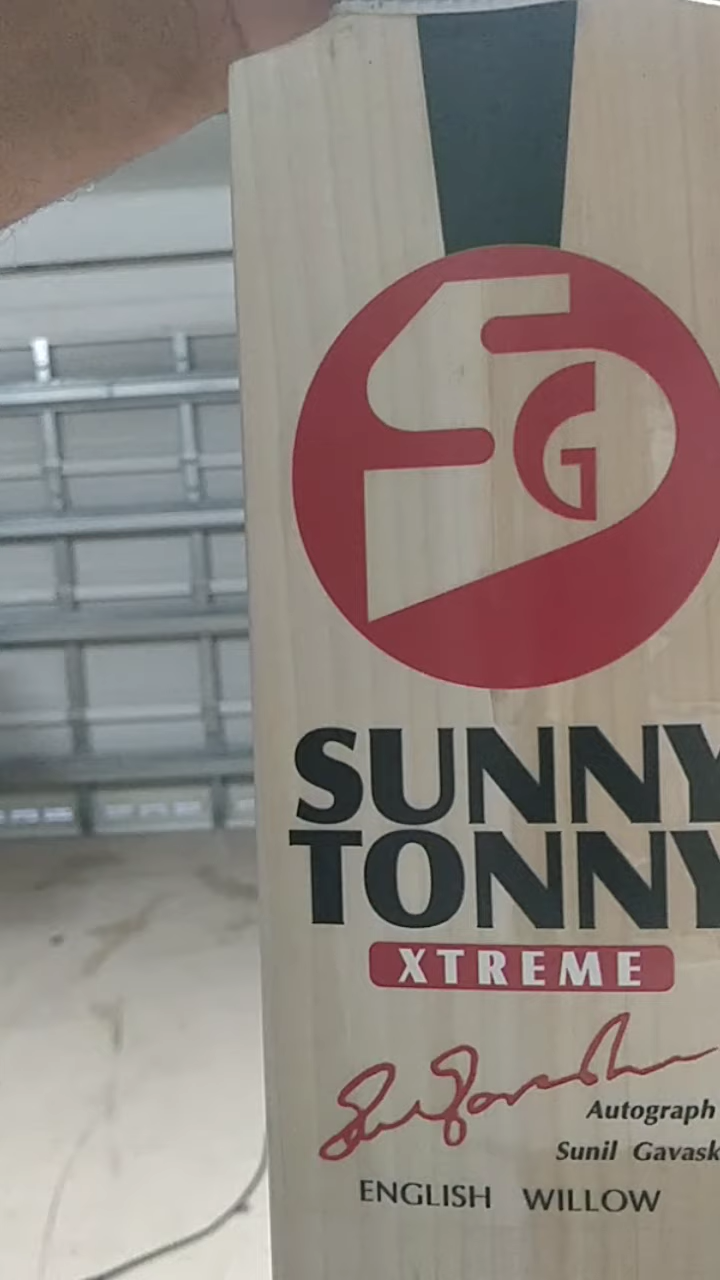 SG
SUNNY
TONNY
XTREME
Autograph
Sunil Gavask
ENGLISH WILLOW